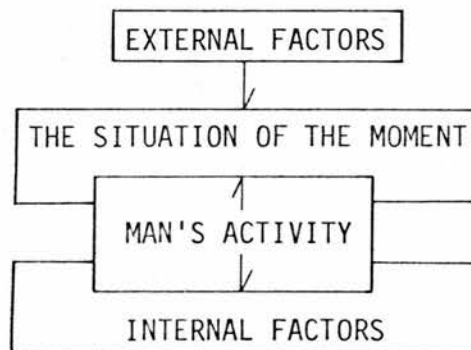 EXTERNAL FACTORS
THE SITUATION OF THE MOMENT
MAN'S ACTIVITY
INTERNAL FACTORS